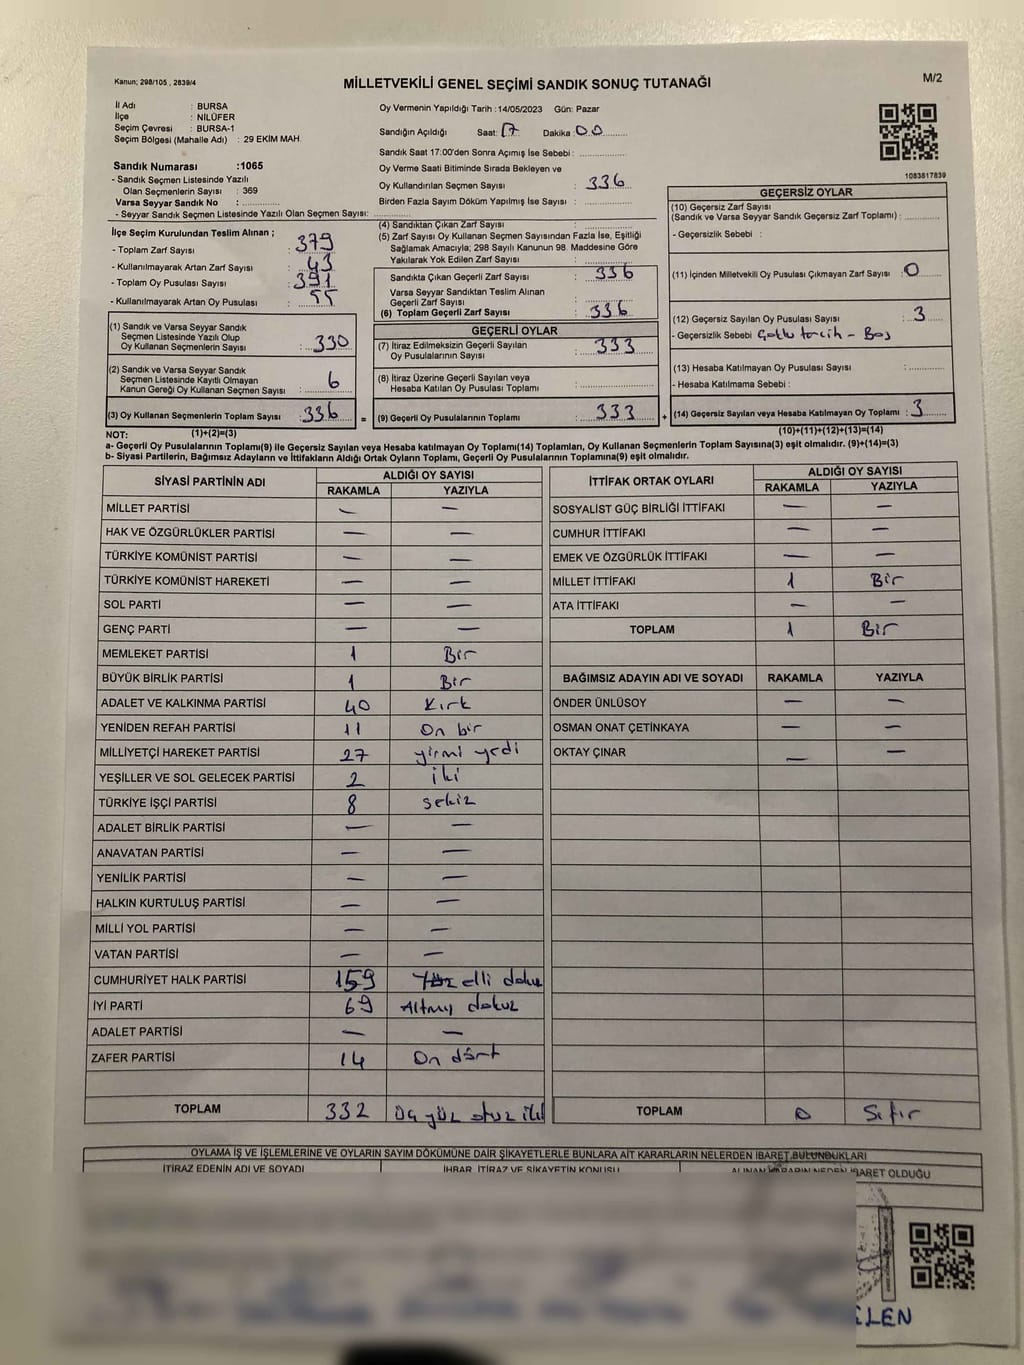 Kanun; 298/105 , 2839/4
MİLLETVEKİLİ GENEL SEÇİMİ SANDIK SONUÇ TUTANAĞI
M/2
İl Adı : BURSA
İlçe : NİLÜFER
Seçim Çevresi : BURSA-1
Seçim Bölgesi (Mahalle Adı) : 29 EKİM MAH.
Sandık Numarası :1065
- Sandık Seçmen Listesinde Yazılı
Olan Seçmenlerin Sayısı : 369
Varsa Seyyar Sandık No :
- Seyyar Sandık Seçmen Listesinde Yazılı Olan Seçmen Sayısı:
Oy Vermenin Yapıldığı Tarih :14/05/2023 Gün: Pazar
Sandığın Açıldığı Saat: 17 Dakika: 00
Sandık Saat 17:00'den Sonra Açımış İse Sebebi :
Oy Verme Saati Bitiminde Sırada Bekleyen ve
Oy Kullandırılan Seçmen Sayısı : 336
Birden Fazla Sayım Döküm Yapılmış İse Sayısı :
1083817839
İlçe Seçim Kurulundan Teslim Alınan ;
- Toplam Zarf Sayısı : 379
- Kullanılmayarak Artan Zarf Sayısı : 43
- Toplam Oy Pusulası Sayısı : 391
- Kullanılmayarak Artan Oy Pusulası : 55
(1) Sandık ve Varsa Seyyar Sandık
Seçmen Listesinde Yazılı Olup
Oy Kullanan Seçmenlerin Sayısı : 330
(2) Sandık ve Varsa Seyyar Sandık
Seçmen Listesinde Kayıtlı Olmayan
Kanun Gereği Oy Kullanan Seçmen Sayısı : 6
(3) Oy Kullanan Seçmenlerin Toplam Sayısı : 336 =
(1)+(2)=(3)
(4) Sandıktan Çıkan Zarf Sayısı :
(5) Zarf Sayısı Oy Kullanan Seçmen Sayısından Fazla İse, Eşitliği
Sağlamak Amacıyla; 298 Sayılı Kanunun 98. Maddesine Göre
Yakılarak Yok Edilen Zarf Sayısı :
Sandıkta Çıkan Geçerli Zarf Sayısı : 336
Varsa Seyyar Sandıktan Teslim Alınan
Geçerli Zarf Sayısı :
(6) Toplam Geçerli Zarf Sayısı : 336
GEÇERLİ OYLAR
(7) İtiraz Edilmeksizin Geçerli Sayılan
Oy Pusulalarının Sayısı : 333
(8) İtiraz Üzerine Geçerli Sayılan veya
Hesaba Katılan Oy Pusulası Toplamı :
(9) Geçerli Oy Pusulalarının Toplamı : 333 +
GEÇERSİZ OYLAR
(10) Geçersiz Zarf Sayısı
(Sandık ve Varsa Seyyar Sandık Geçersiz Zarf Toplamı) :
- Geçersizlik Sebebi :
(11) İçinden Milletvekili Oy Pusulası Çıkmayan Zarf Sayısı : 0
(12) Geçersiz Sayılan Oy Pusulası Sayısı : 3
- Geçersizlik Sebebi : Çoklu tercih - Boş
(13) Hesaba Katılmayan Oy Pusulası Sayısı :
- Hesaba Katılmama Sebebi :
(14) Geçersiz Sayılan veya Hesaba Katılmayan Oy Toplamı : 3
(10)+(11)+(12)+(13)=(14)
NOT:
a- Geçerli Oy Pusulalarının Toplamı(9) ile Geçersiz Sayılan veya Hesaba katılmayan Oy Toplamı(14) Toplamları, Oy Kullanan Seçmenlerin Toplam Sayısına(3) eşit olmalıdır. (9)+(14)=(3)
b- Siyasi Partilerin, Bağımsız Adayların ve İttifakların Aldığı Ortak Oyların Toplamı, Geçerli Oy Pusulalarının Toplamına(9) eşit olmalıdır.
SİYASİ PARTİNİN ADI ALDIĞI OY SAYISI
RAKAMLA YAZIYLA
MİLLET PARTİSİ — —
HAK VE ÖZGÜRLÜKLER PARTİSİ — —
TÜRKİYE KOMÜNİST PARTİSİ — —
TÜRKİYE KOMÜNİST HAREKETİ — —
SOL PARTİ — —
GENÇ PARTİ — —
MEMLEKET PARTİSİ 1 Bir
BÜYÜK BİRLİK PARTİSİ 1 Bir
ADALET VE KALKINMA PARTİSİ 40 Kırk
YENİDEN REFAH PARTİSİ 11 On bir
MİLLİYETÇİ HAREKET PARTİSİ 27 yirmi yedi
YEŞİLLER VE SOL GELECEK PARTİSİ 2 iki
TÜRKİYE İŞÇİ PARTİSİ 8 sekiz
ADALET BİRLİK PARTİSİ — —
ANAVATAN PARTİSİ — —
YENİLİK PARTİSİ — —
HALKIN KURTULUŞ PARTİSİ — —
MİLLİ YOL PARTİSİ — —
VATAN PARTİSİ — —
CUMHURİYET HALK PARTİSİ 159 Yüz elli dokuz
İYİ PARTİ 69 Altmış dokuz
ADALET PARTİSİ — —
ZAFER PARTİSİ 14 On dört
TOPLAM 332 Üç yüz otuz iki
İTTİFAK ORTAK OYLARI ALDIĞI OY SAYISI
RAKAMLA YAZIYLA
SOSYALİST GÜÇ BİRLİĞİ İTTİFAKI — —
CUMHUR İTTİFAKI — —
EMEK VE ÖZGÜRLÜK İTTİFAKI — —
MİLLET İTTİFAKI 1 Bir
ATA İTTİFAKI — —
TOPLAM 1 Bir
BAĞIMSIZ ADAYIN ADI VE SOYADI RAKAMLA YAZIYLA
ÖNDER ÜNLÜSOY — —
OSMAN ONAT ÇETİNKAYA — —
OKTAY ÇINAR — —
TOPLAM 0 Sıfır
OYLAMA İŞ VE İŞLEMLERİNE VE OYLARIN SAYIM DÖKÜMÜNE DAİR ŞİKAYETLERLE BUNLARA AİT KARARLARIN NELERDEN İBARET BULUNDUKLARI
İTİRAZ EDENİN ADI VE SOYADI İHBAR, İTİRAZ VE ŞİKAYETİN KONUSU ALINAN KARARIN NEDEN İBARET OLDUĞU